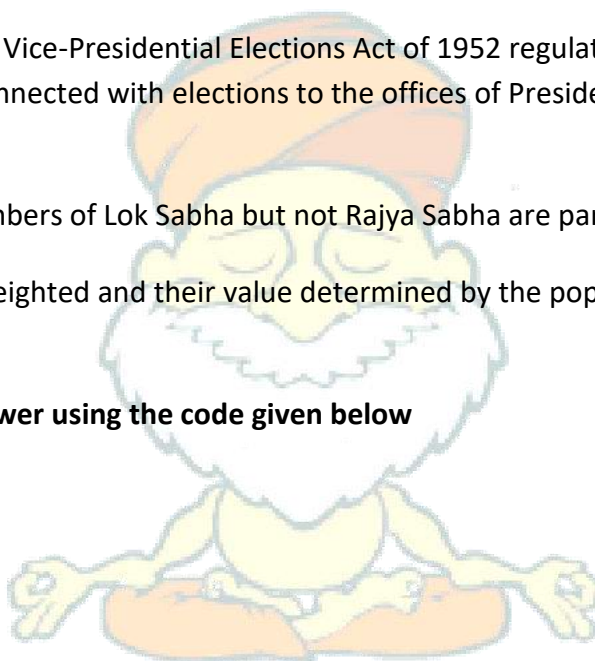 Vice-Presidential Elections Act of 1952 regulat
nnected with elections to the offices of Preside
nbers of Lok Sabha but not Rajya Sabha are par
eighted and their value determined by the pop
wer using the code given below